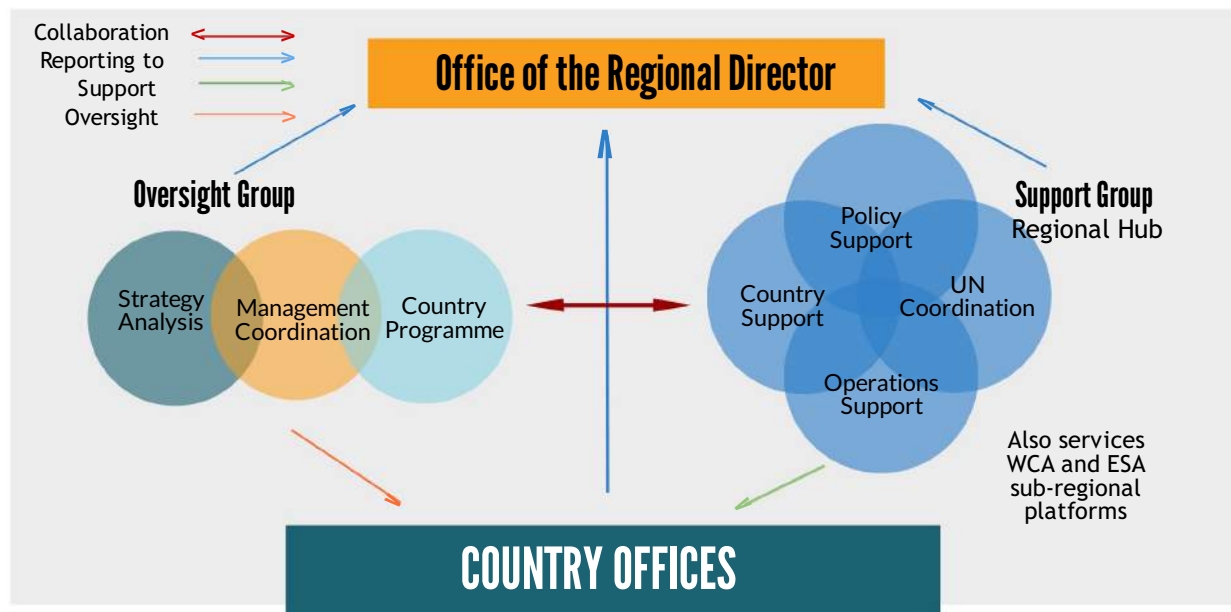 Collaboration
Reporting to
Support
Oversight
Office of the Regional Director
Oversight Group
Strategy
Analysis
Management
Coordination
Country
Programme
Support Group
Regional Hub
Policy
Support
Country
Support
UN
Coordination
Operations
Support
Also services
WCA and ESA
sub-regional
platforms
COUNTRY OFFICES